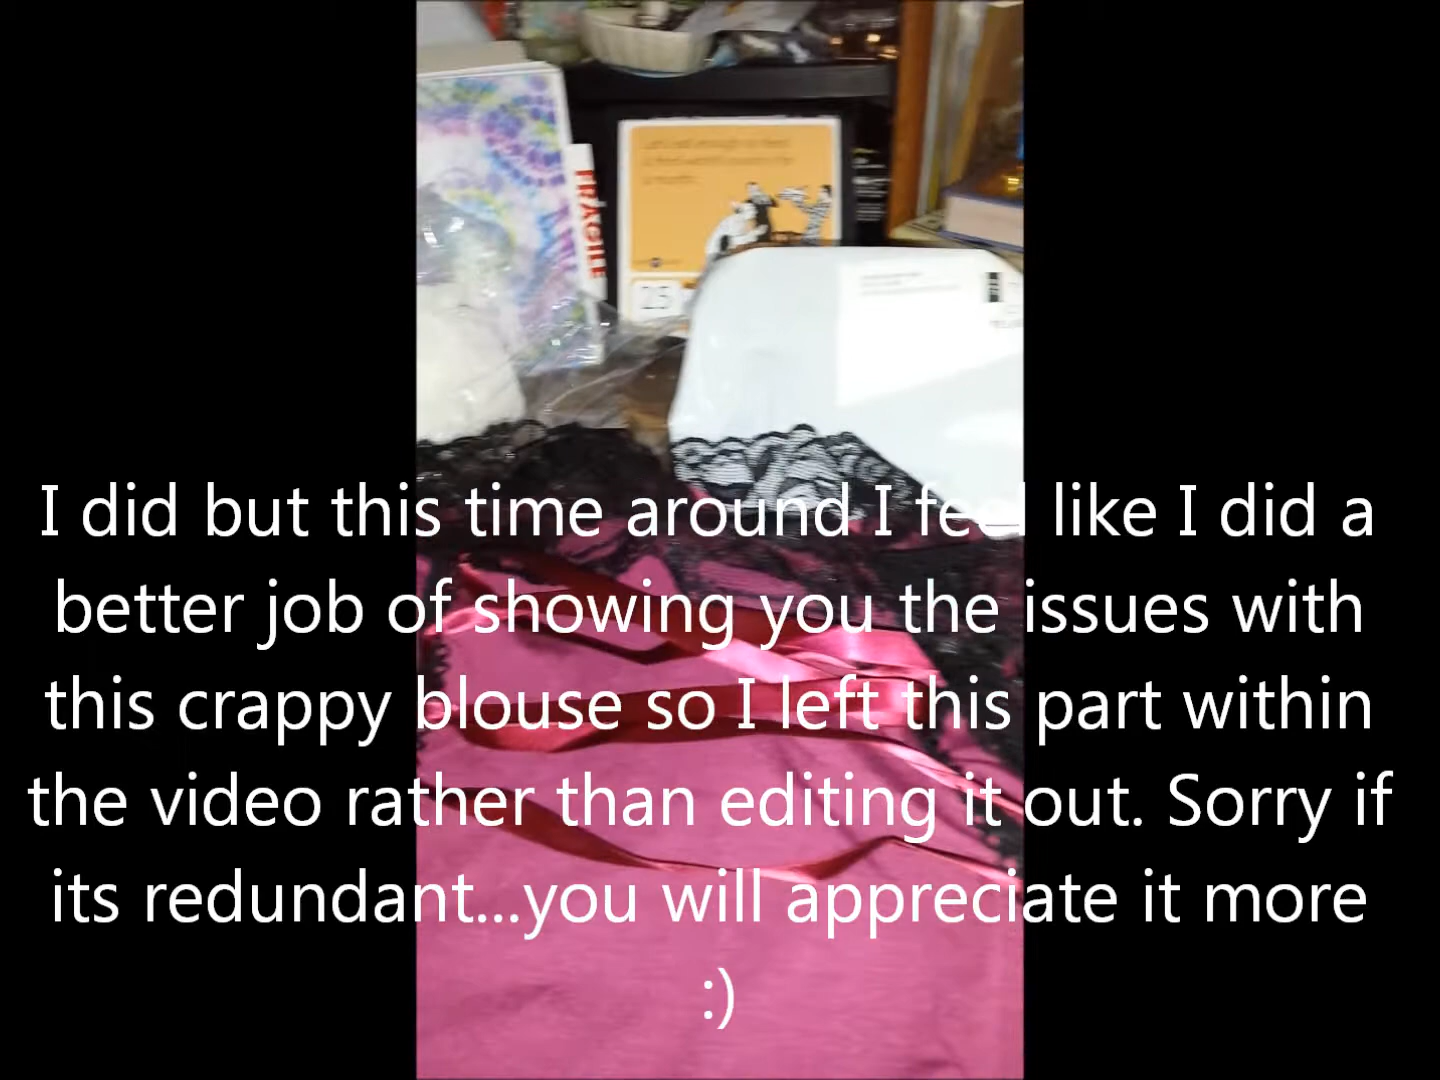 FRAGILE
25
I did but this time around I feel like I did a
better job of showing you the issues with
this crappy blouse so I left this part within
the video rather than editing it out. Sorry if
its redundant...you will appreciate it more
:)